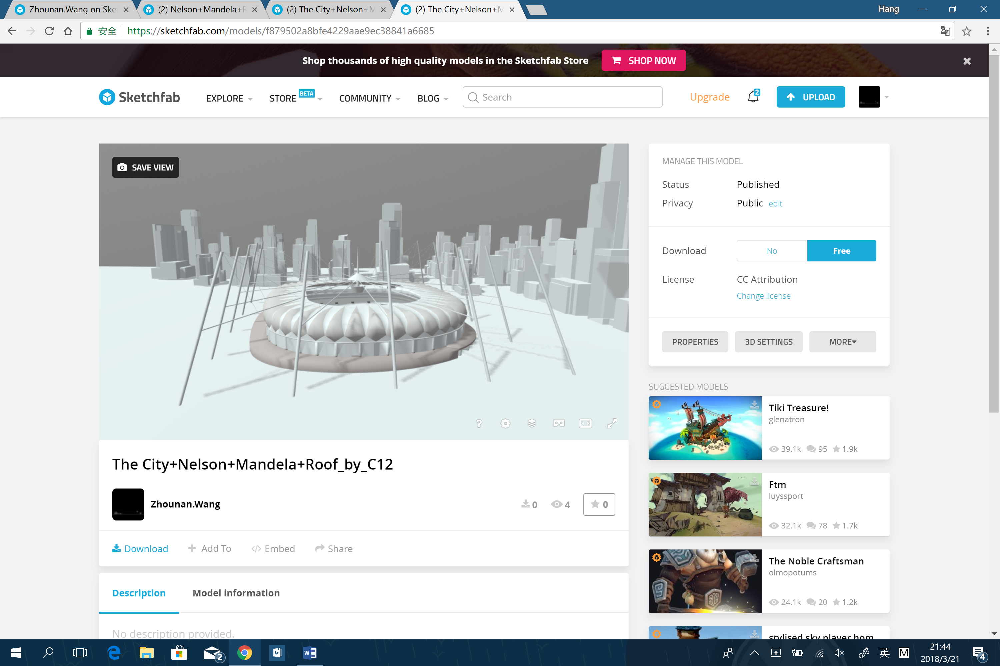 Zhounan.Wang on Ske
(2) Nelson+Mandela+R
(2) The City+Nelson+M
(2) The City+Nelson+M
Hang
安全
https://sketchfab.com/models/f879502a8bfe4229aae9ec38841a6685
Shop thousands of high quality models in the Sketchfab Store
SHOP NOW
Sketchfab
EXPLORE
STORE BETA
COMMUNITY
BLOG
Search
Upgrade
2
UPLOAD
SAVE VIEW
MANAGE THIS MODEL
Status Published
Privacy Public edit
Download No Free
License CC Attribution
Change license
PROPERTIES 3D SETTINGS MORE
The City+Nelson+Mandela+Roof_by_C12
Zhounan.Wang
0 4 0
Download Add To Embed Share
Description Model information
No description provided.
SUGGESTED MODELS
Tiki Treasure!
glenatron
39.1k 95 1.9k
Ftm
luyssport
32.1k 78 1.7k
The Noble Craftsman
olmopotums
24.1k 20 1.2k
stylised sky player hom
2
英
M
21:44
2018/3/21
4